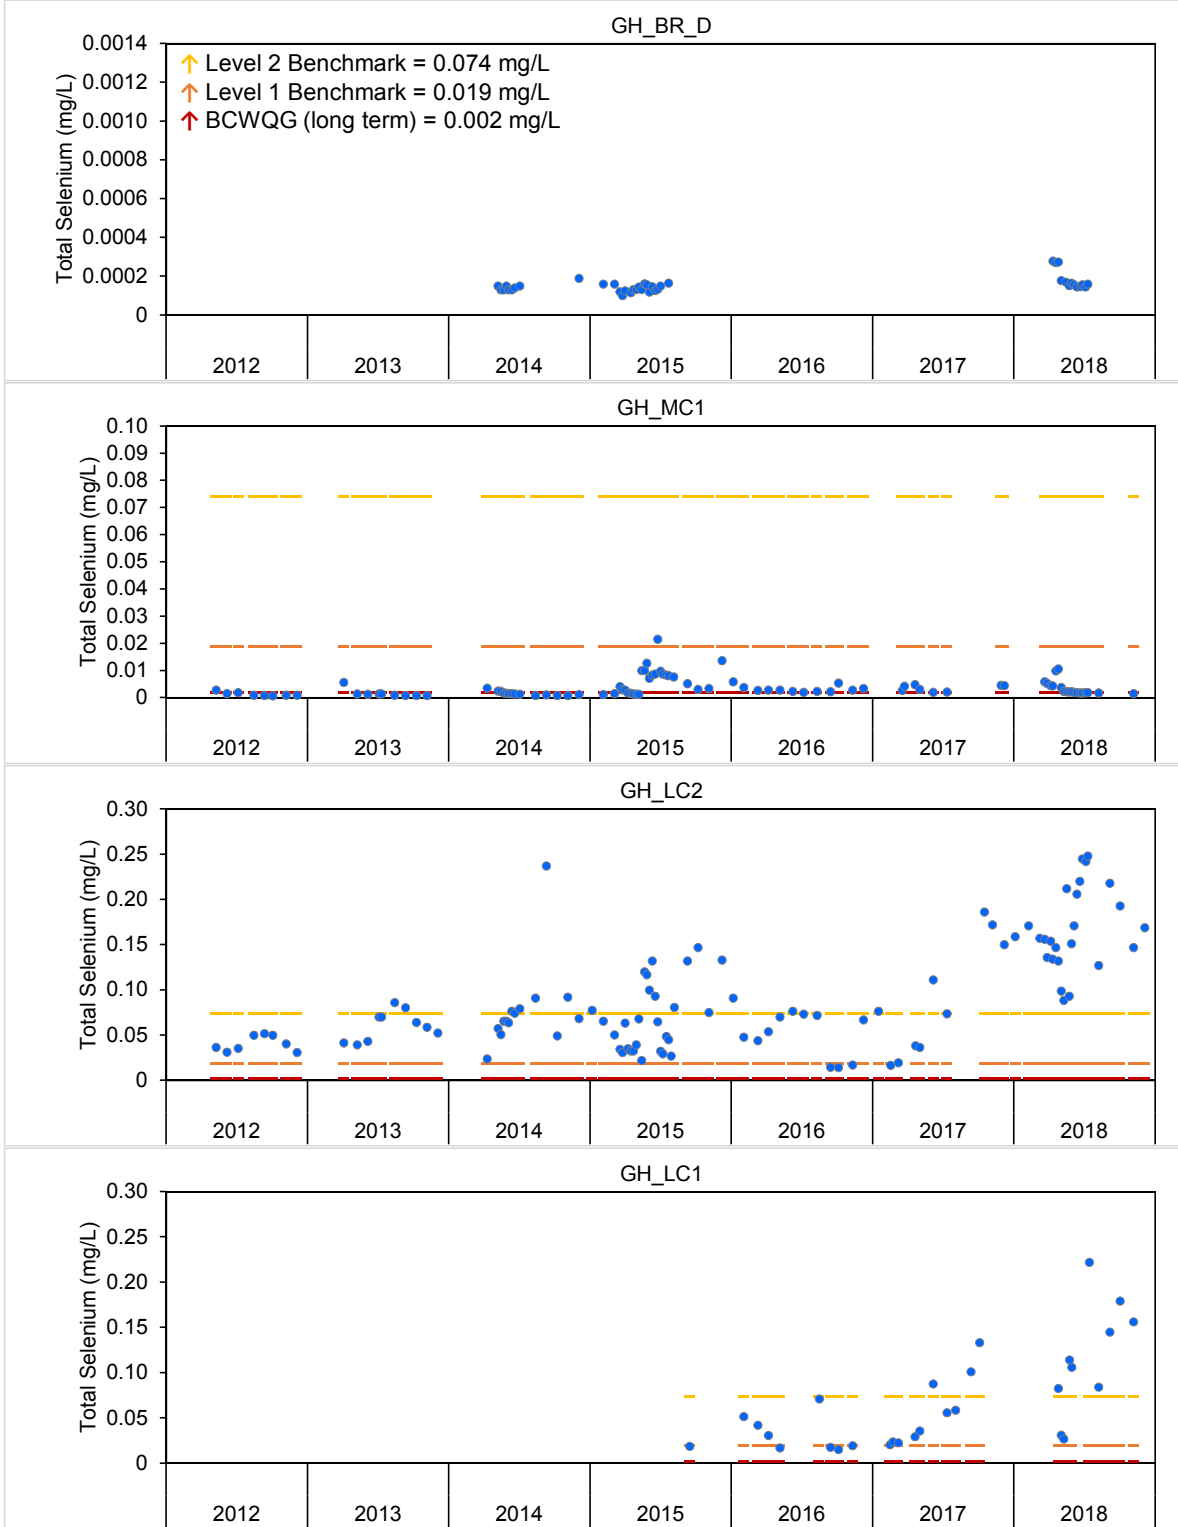 GH_BR_D
Total Selenium (mg/L)
0.0014
0.0012
0.0010
0.0008
0.0006
0.0004
0.0002
0
↑ Level 2 Benchmark = 0.074 mg/L
↑ Level 1 Benchmark = 0.019 mg/L
↑ BCWQG (long term) = 0.002 mg/L
2012 2013 2014 2015 2016 2017 2018
GH_MC1
Total Selenium (mg/L)
0.10
0.09
0.08
0.07
0.06
0.05
0.04
0.03
0.02
0.01
0
2012 2013 2014 2015 2016 2017 2018
GH_LC2
Total Selenium (mg/L)
0.30
0.25
0.20
0.15
0.10
0.05
0
2012 2013 2014 2015 2016 2017 2018
GH_LC1
Total Selenium (mg/L)
0.30
0.25
0.20
0.15
0.10
0.05
0
2012 2013 2014 2015 2016 2017 2018